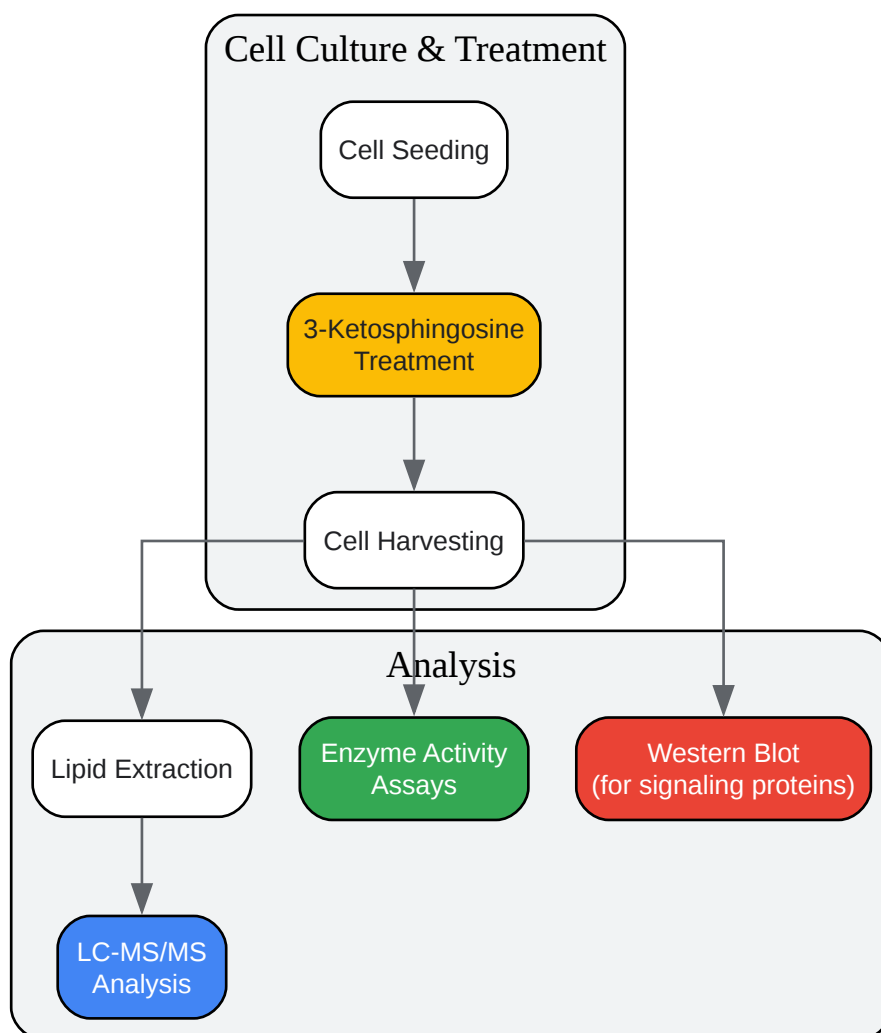 Cell Culture & Treatment
Cell Seeding
3-Ketosphingosine
Treatment
Cell Harvesting
Analysis
Lipid Extraction
Enzyme Activity
Assays
Western Blot
(for signaling proteins)
LC-MS/MS
Analysis